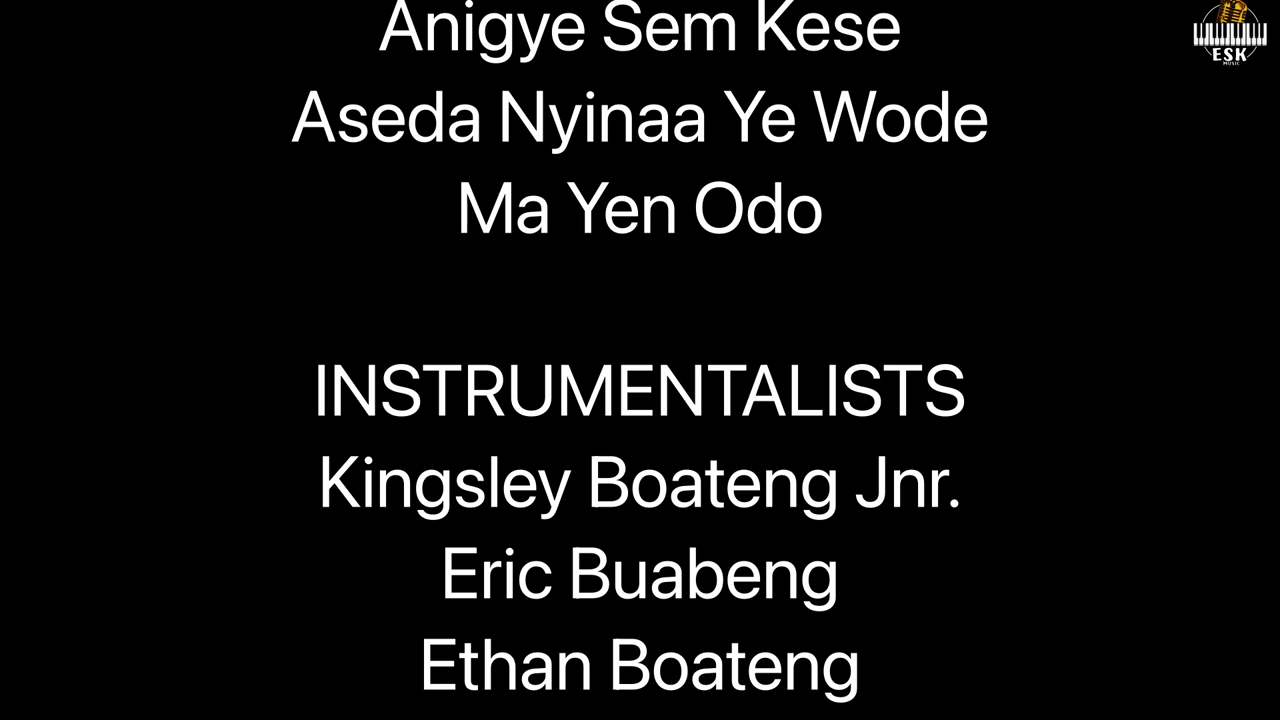 Anigye Sem Kese
Aseda Nyinaa Ye Wode
Ma Yen Odo
INSTRUMENTALISTS
Kingsley Boateng Jnr.
Eric Buabeng
Ethan Boateng
ESK
MUSIC